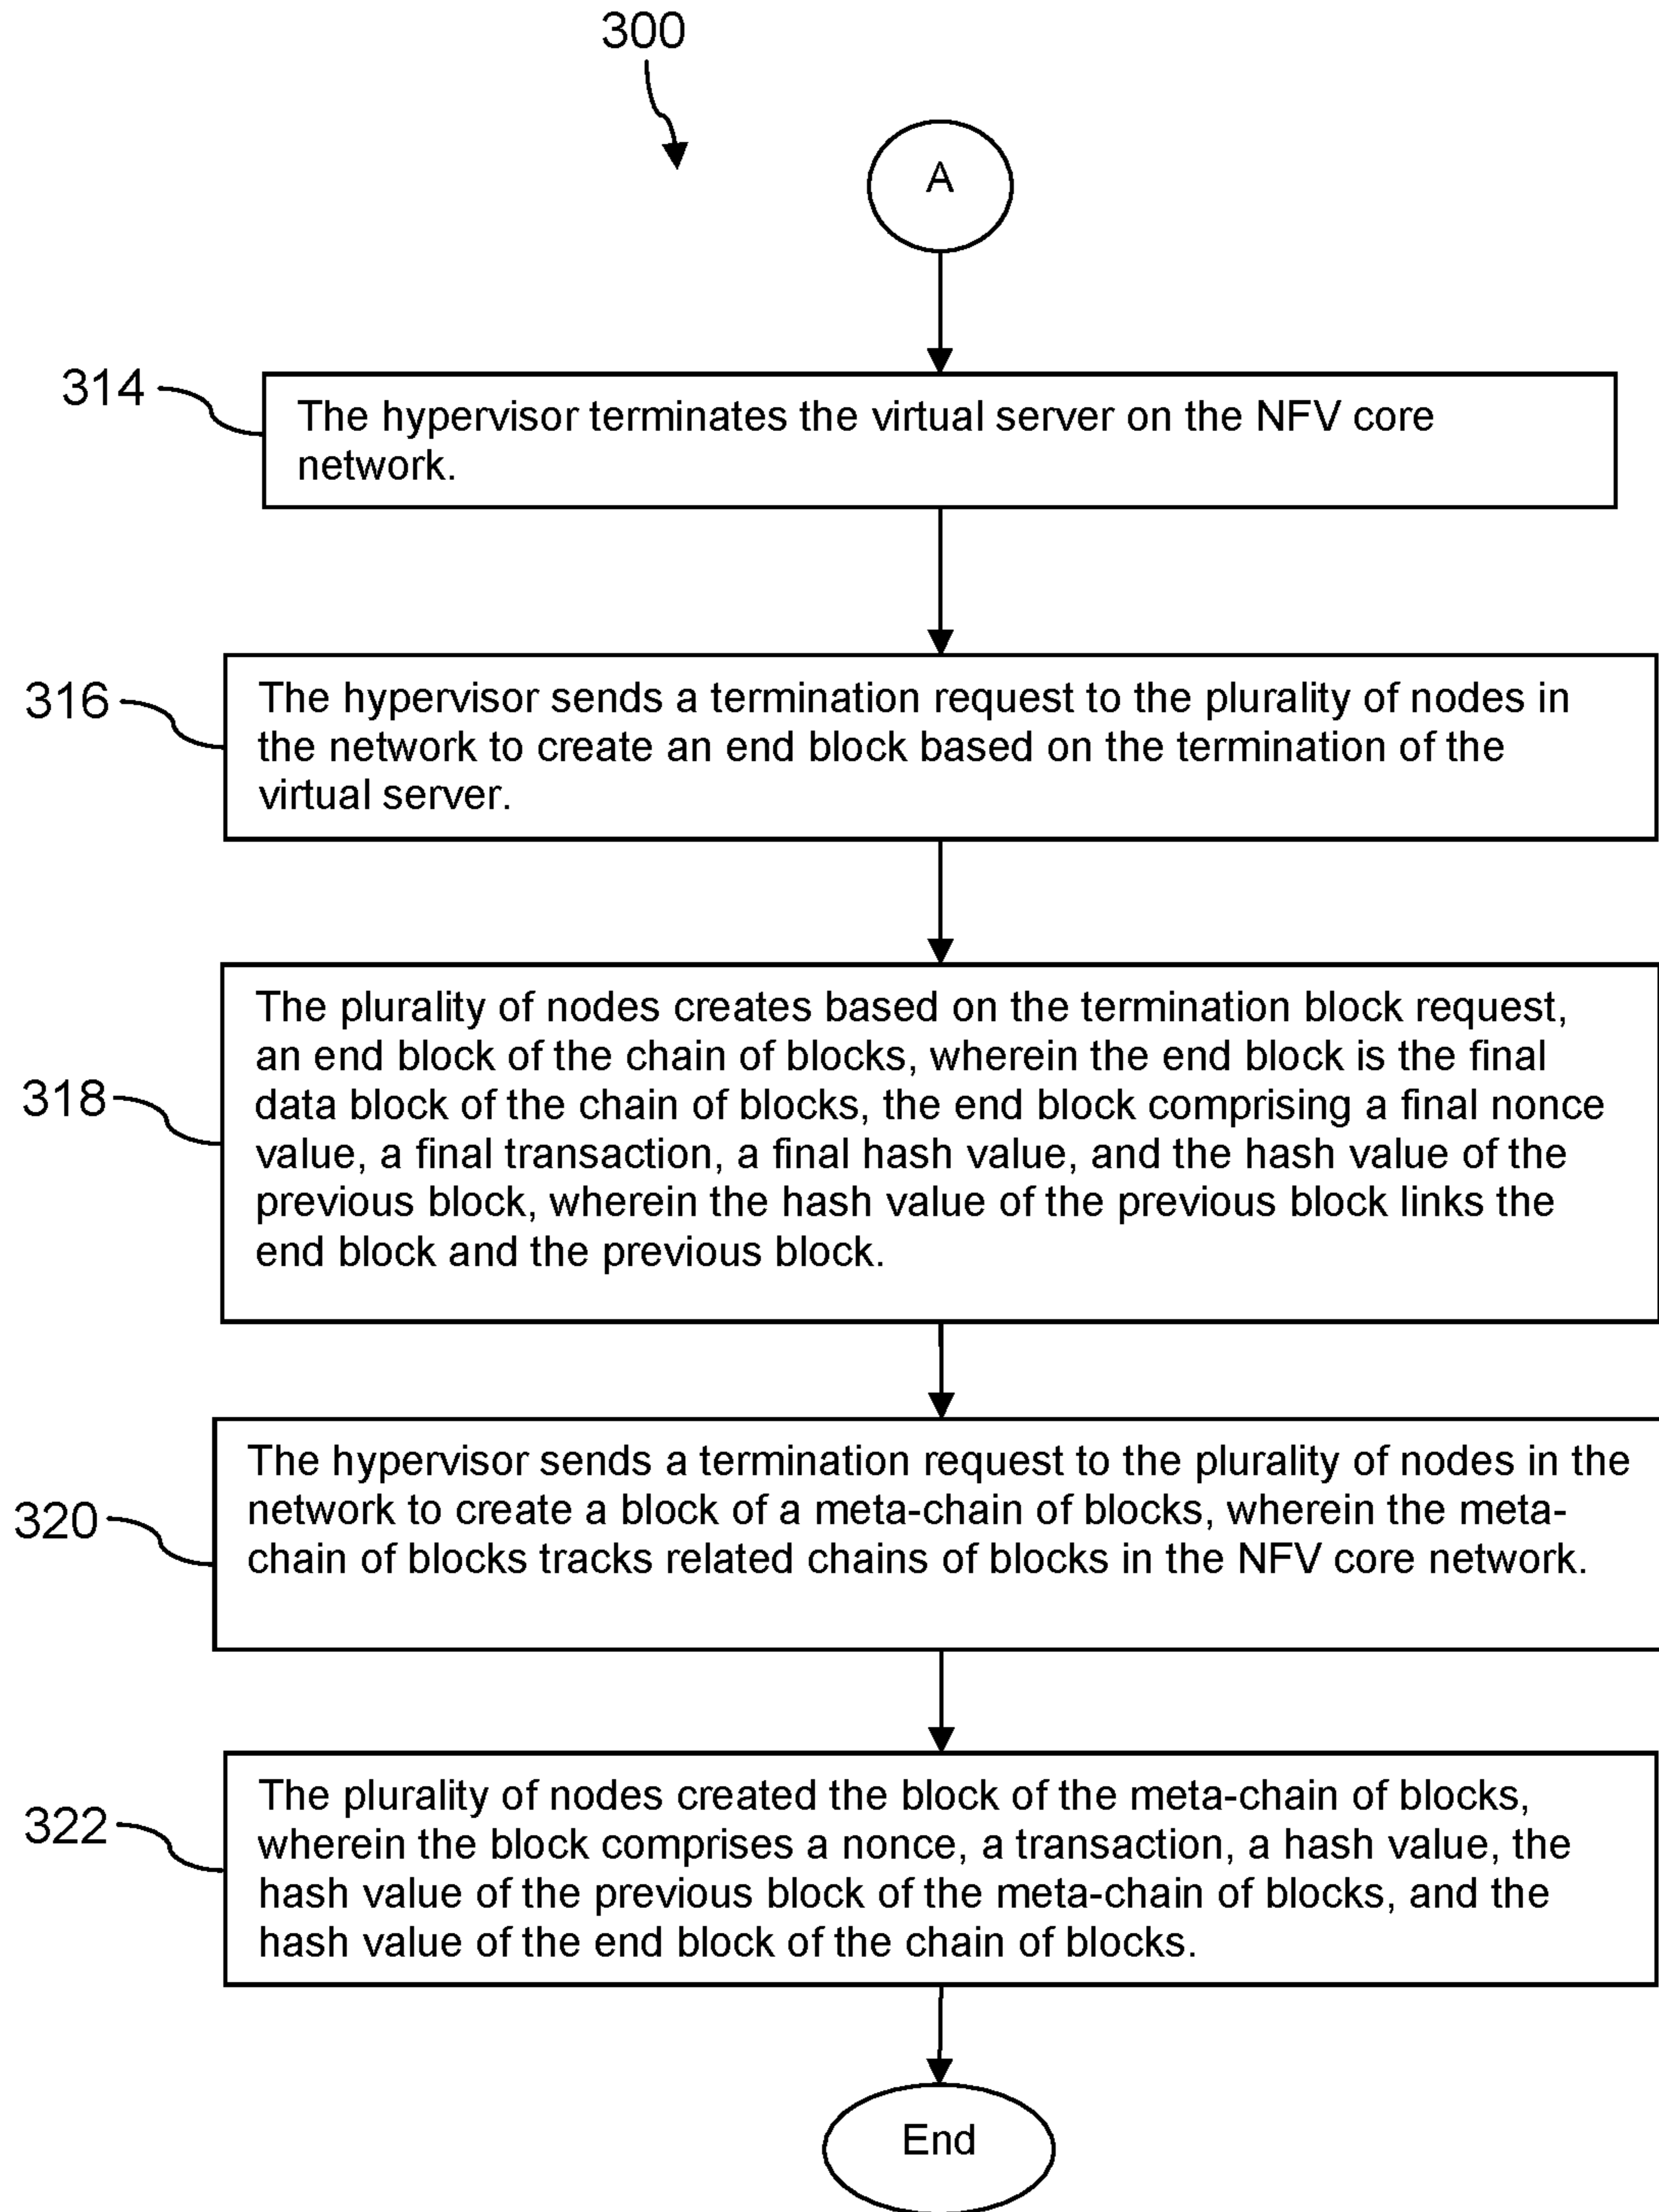 300
A
314
The hypervisor terminates the virtual server on the NFV core
network.
316
The hypervisor sends a termination request to the plurality of nodes in
the network to create an end block based on the termination of the
virtual server.
318
The plurality of nodes creates based on the termination block request,
an end block of the chain of blocks, wherein the end block is the final
data block of the chain of blocks, the end block comprising a final nonce
value, a final transaction, a final hash value, and the hash value of the
previous block, wherein the hash value of the previous block links the
end block and the previous block.
320
The hypervisor sends a termination request to the plurality of nodes in the
network to create a block of a meta-chain of blocks, wherein the meta-
chain of blocks tracks related chains of blocks in the NFV core network.
322
The plurality of nodes created the block of the meta-chain of blocks,
wherein the block comprises a nonce, a transaction, a hash value, the
hash value of the previous block of the meta-chain of blocks, and the
hash value of the end block of the chain of blocks.
End